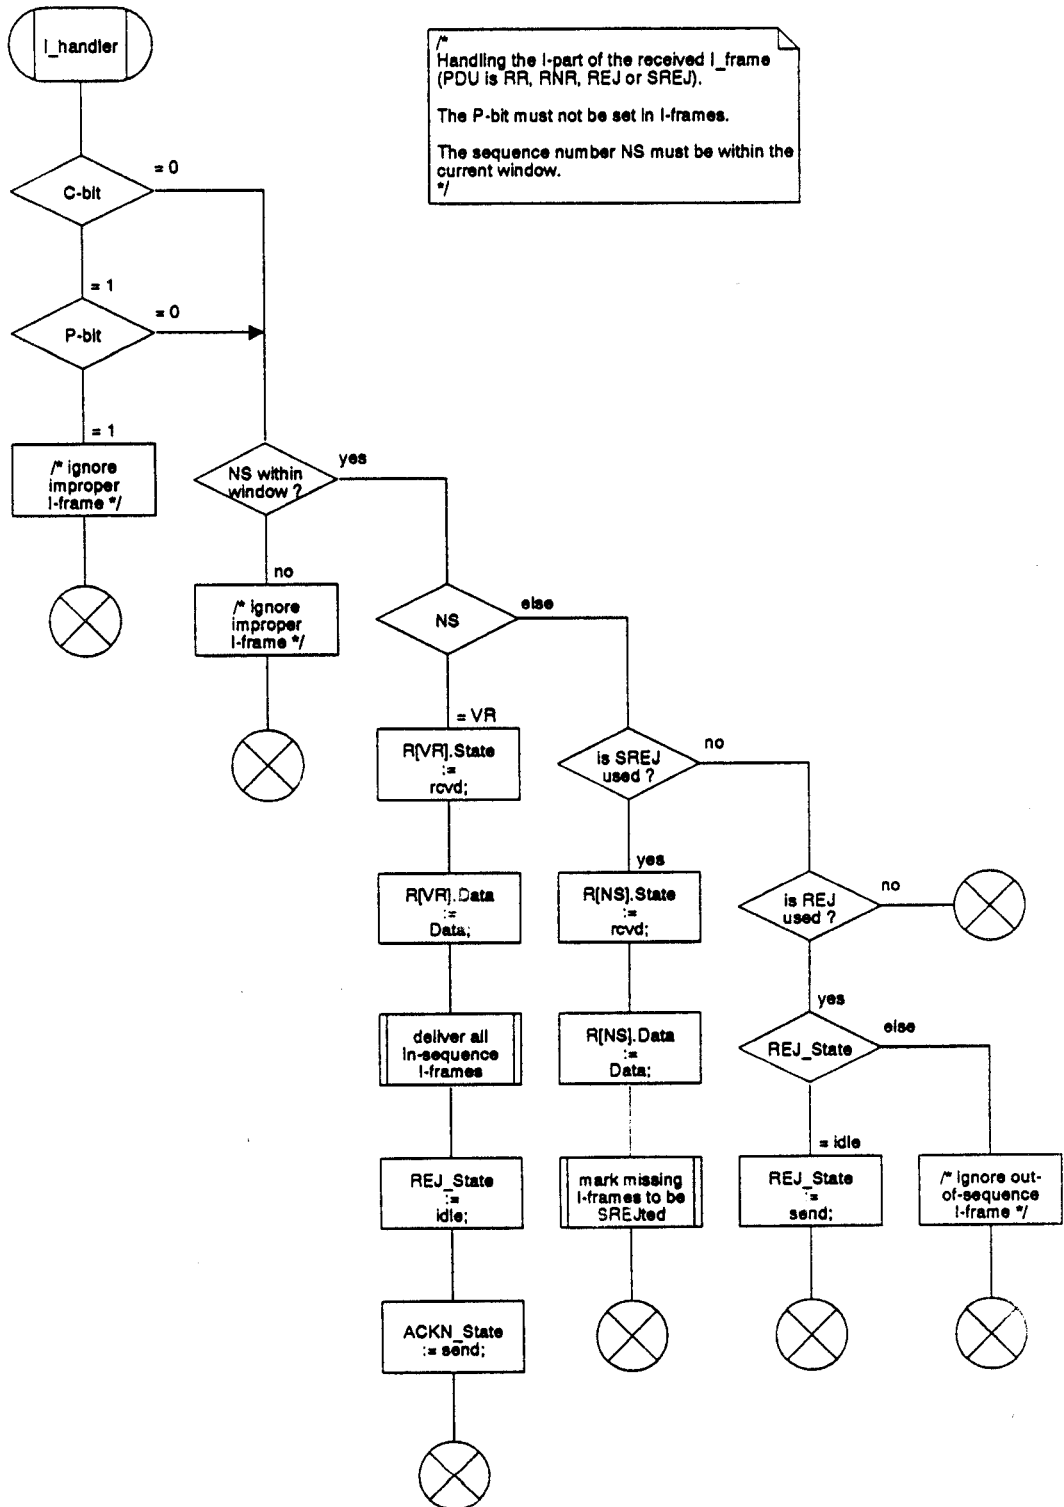 I_handler
/*
Handling the I-part of the received I_frame
(PDU is RR, RNR, REJ or SREJ).
The P-bit must not be set in I-frames.
The sequence number NS must be within the
current window.
*/
= 0
C-bit
= 1
= 0
P-bit
= 1
/* ignore
improper
I-frame */
yes
NS within
window ?
no
/* ignore
improper
I-frame */
else
NS
= VR
R[VR].State
:=
rcvd;
no
is SREJ
used ?
yes
R[VR].Data
:=
Data;
R[NS].State
:=
rcvd;
no
is REJ
used ?
yes
deliver all
in-sequence
I-frames
R[NS].Data
:=
Data;
else
REJ_State
= idle
REJ_State
:=
idle;
mark missing
I-frames to be
SREJted
REJ_State
:=
send;
/* ignore out-
of-sequence
I-frame */
ACKN_State
:= send;